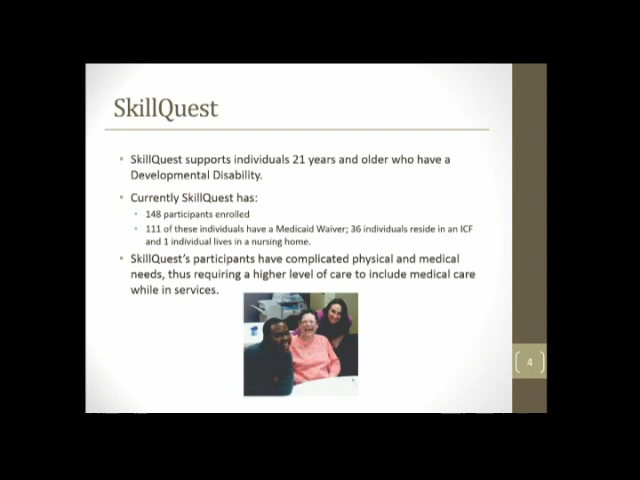 SkillQuest
SkillQuest supports individuals 21 years and older who have a
Developmental Disability.
Currently SkillQuest has:
148 participants enrolled
111 of these individuals have a Medicaid Waiver; 36 individuals reside in an ICF
and 1 individual lives in a nursing home.
SkillQuest's participants have complicated physical and medical
needs, thus requiring a higher level of care to include medical care
while in services.
4